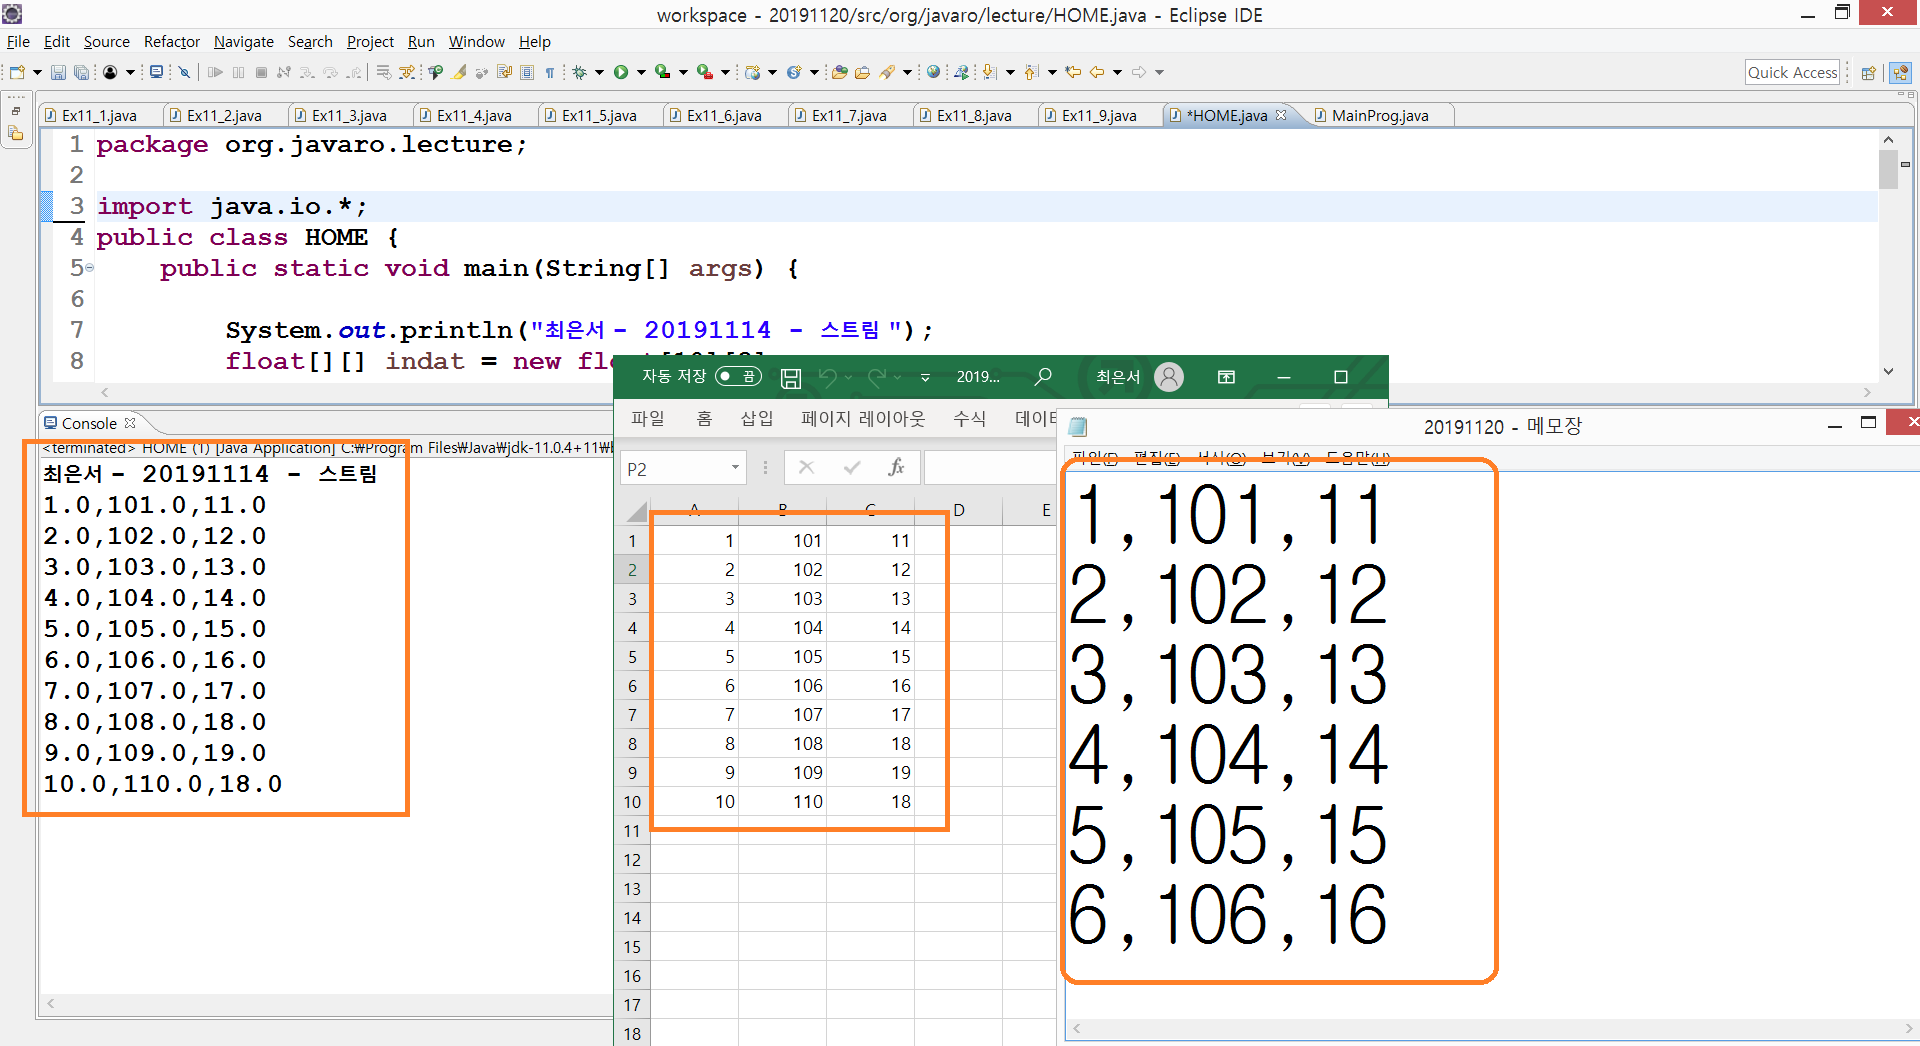 workspace - 20191120/src/org/javaro/lecture/HOME.java - Eclipse IDE
File Edit Source Refactor Navigate Search Project Run Window Help
Quick Access
Ex11_1.java Ex11_2.java Ex11_3.java Ex11_4.java Ex11_5.java Ex11_6.java Ex11_7.java Ex11_8.java Ex11_9.java *HOME.java MainProg.java
1 package org.javaro.lecture;
2
3 import java.io.*;
4 public class HOME {
5 public static void main(String[] args) {
6
7 System.out.println("최은서 - 20191114 - 스트림 ");
8 float[][] indat = new
Console
<terminated> HOME (1) [Java Application] C:₩Program Files₩Java₩jdk-11.0.4+11₩
최은서 - 20191114 - 스트림
1.0,101.0,11.0
2.0,102.0,12.0
3.0,103.0,13.0
4.0,104.0,14.0
5.0,105.0,15.0
6.0,106.0,16.0
7.0,107.0,17.0
8.0,108.0,18.0
9.0,109.0,19.0
10.0,110.0,18.0
자동 저장 끔 2019... 최은서
파일 홈 삽입 페이지 레이아웃 수식
P2 fx
A B C D E
1 1 101 11
2 2 102 12
3 3 103 13
4 4 104 14
5 5 105 15
6 6 106 16
7 7 107 17
8 8 108 18
9 9 109 19
10 10 110 18
11
12
13
14
15
16
17
18
20191120 - 메모장
파일(F) 편집(E) 서식(O) 보기(V) 도움말(H)
1,101,11
2,102,12
3,103,13
4,104,14
5,105,15
6,106,16